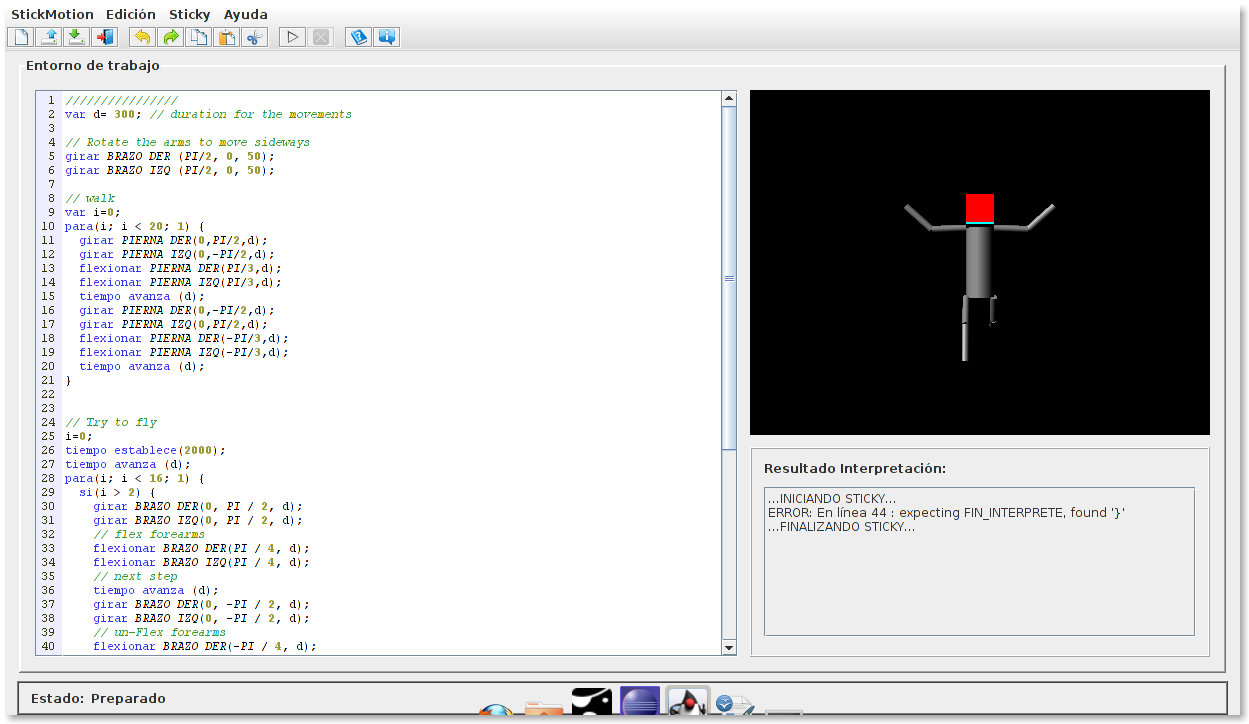 StickMotion Edición Sticky Ayuda
Entorno de trabajo
1 ////////////////
2 var d= 300; // duration for the movements
3
4 // Rotate the arms to move sideways
5 girar BRAZO DER (PI/2, 0, 50);
6 girar BRAZO IZQ (PI/2, 0, 50);
7
8 // walk
9 var i=0;
10 para(i; i < 20; 1) {
11 girar PIERNA DER(0,PI/2,d);
12 girar PIERNA IZQ(0,-PI/2,d);
13 flexionar PIERNA DER(PI/3,d);
14 flexionar PIERNA IZQ(PI/3,d);
15 tiempo avanza (d);
16 girar PIERNA DER(0,-PI/2,d);
17 girar PIERNA IZQ(0,PI/2,d);
18 flexionar PIERNA DER(-PI/3,d);
19 flexionar PIERNA IZQ(-PI/3,d);
20 tiempo avanza (d);
21 }
22
23
24 // Try to fly
25 i=0;
26 tiempo establece(2000);
27 tiempo avanza (d);
28 para(i; i < 16; 1) {
29 si(i > 2) {
30 girar BRAZO DER(0, PI / 2, d);
31 girar BRAZO IZQ(0, PI / 2, d);
32 // flex forearms
33 flexionar BRAZO DER(PI / 4, d);
34 flexionar BRAZO IZQ(PI / 4, d);
35 // next step
36 tiempo avanza (d);
37 girar BRAZO DER(0, -PI / 2, d);
38 girar BRAZO IZQ(0, -PI / 2, d);
39 // un-Flex forearms
40 flexionar BRAZO DER(-PI / 4, d);
Resultado Interpretación:
...INICIANDO STICKY...
ERROR: En línea 44 : expecting FIN_INTERPRETE, found '}'
...FINALIZANDO STICKY...
Estado: Preparado